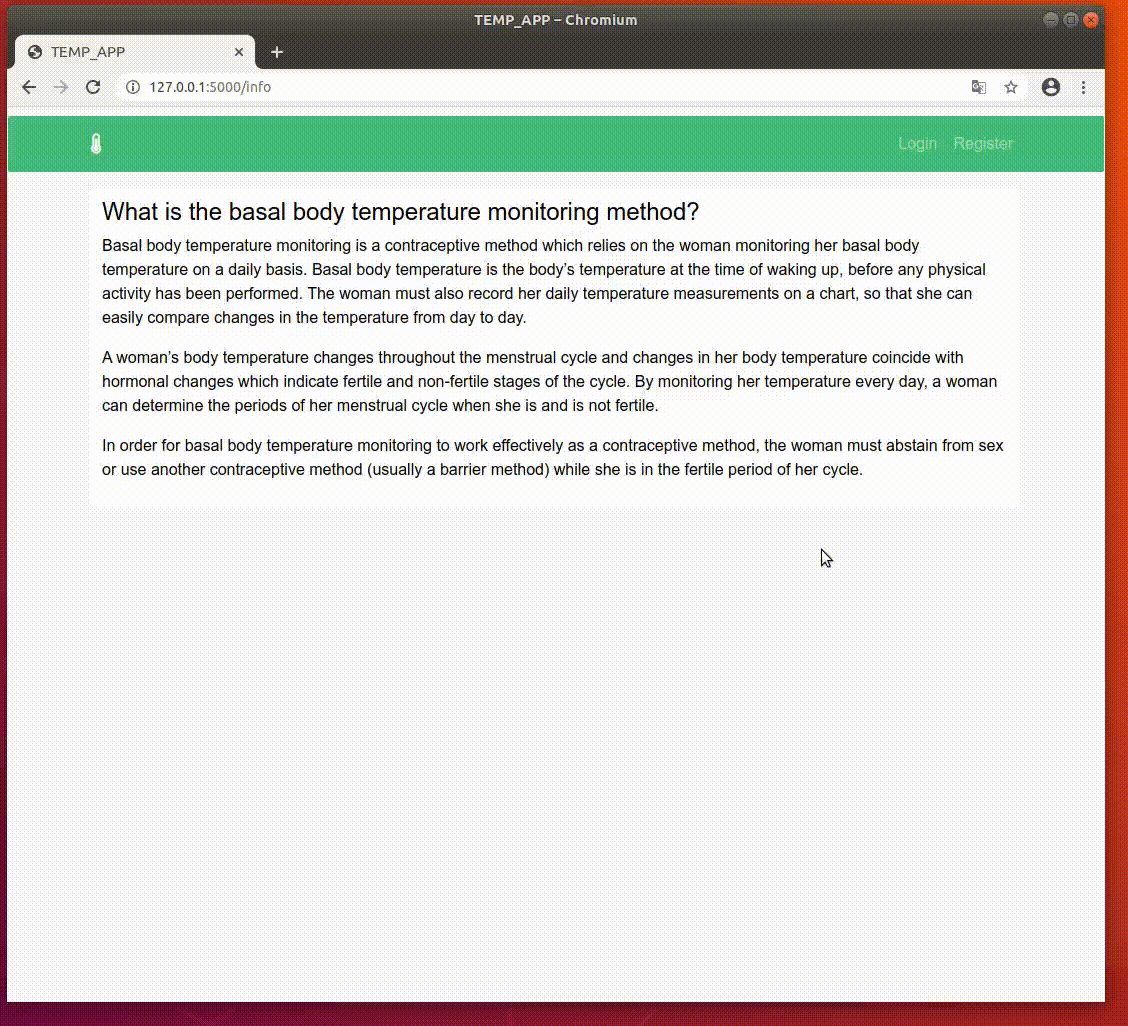 TEMP_APP – Chromium
TEMP_APP
127.0.0.1:5000/info
Login Register
What is the basal body temperature monitoring method?
Basal body temperature monitoring is a contraceptive method which relies on the woman monitoring her basal body
temperature on a daily basis. Basal body temperature is the body’s temperature at the time of waking up, before any physical
activity has been performed. The woman must also record her daily temperature measurements on a chart, so that she can
easily compare changes in the temperature from day to day.
A woman’s body temperature changes throughout the menstrual cycle and changes in her body temperature coincide with
hormonal changes which indicate fertile and non-fertile stages of the cycle. By monitoring her temperature every day, a woman
can determine the periods of her menstrual cycle when she is and is not fertile.
In order for basal body temperature monitoring to work effectively as a contraceptive method, the woman must abstain from sex
or use another contraceptive method (usually a barrier method) while she is in the fertile period of her cycle.